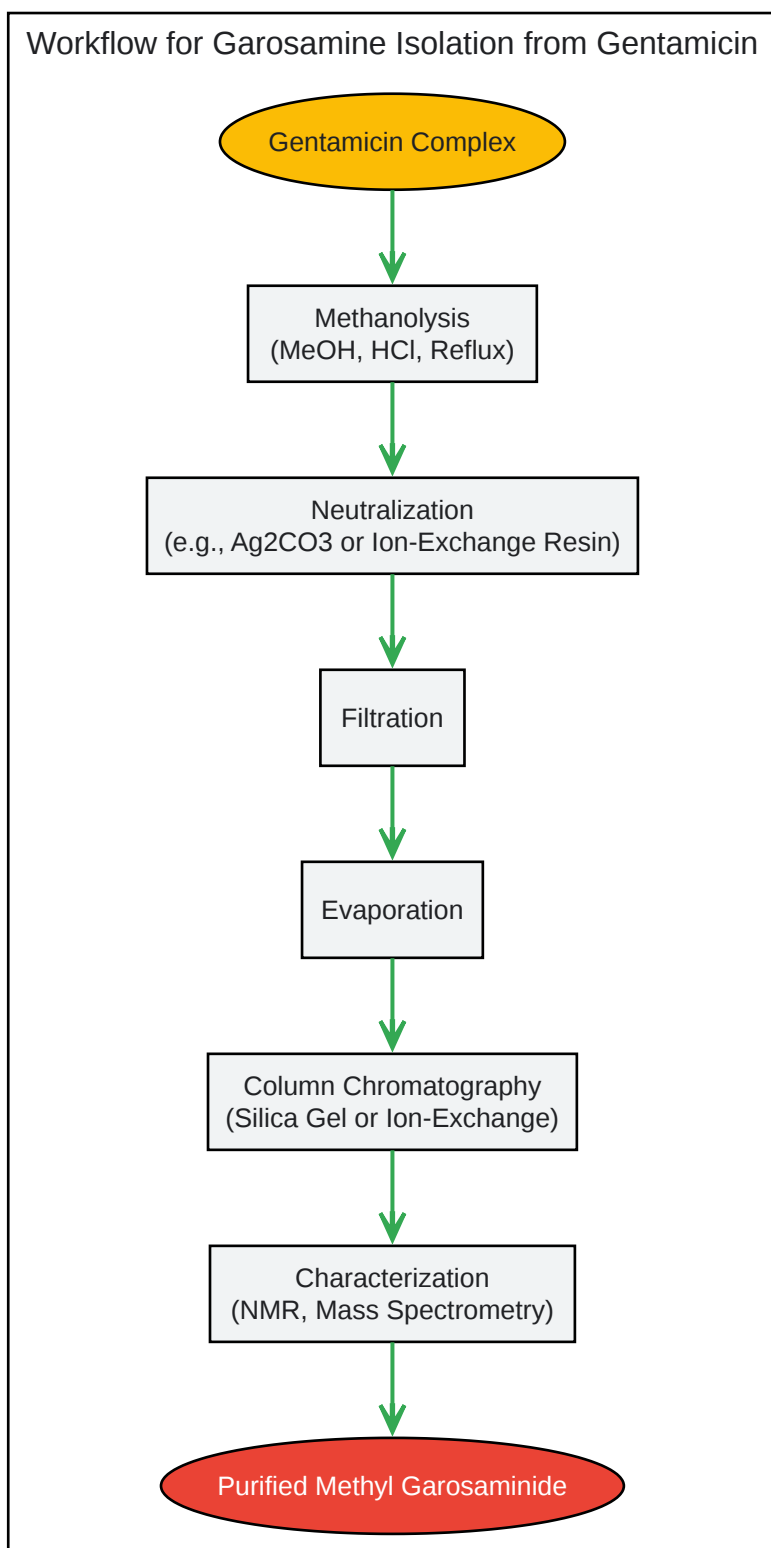 Workflow for Garosamine Isolation from Gentamicin
Gentamicin Complex
Methanolysis
(MeOH, HCl, Reflux)
Neutralization
(e.g., Ag2CO3 or Ion-Exchange Resin)
Filtration
Evaporation
Column Chromatography
(Silica Gel or Ion-Exchange)
Characterization
(NMR, Mass Spectrometry)
Purified Methyl Garosaminide